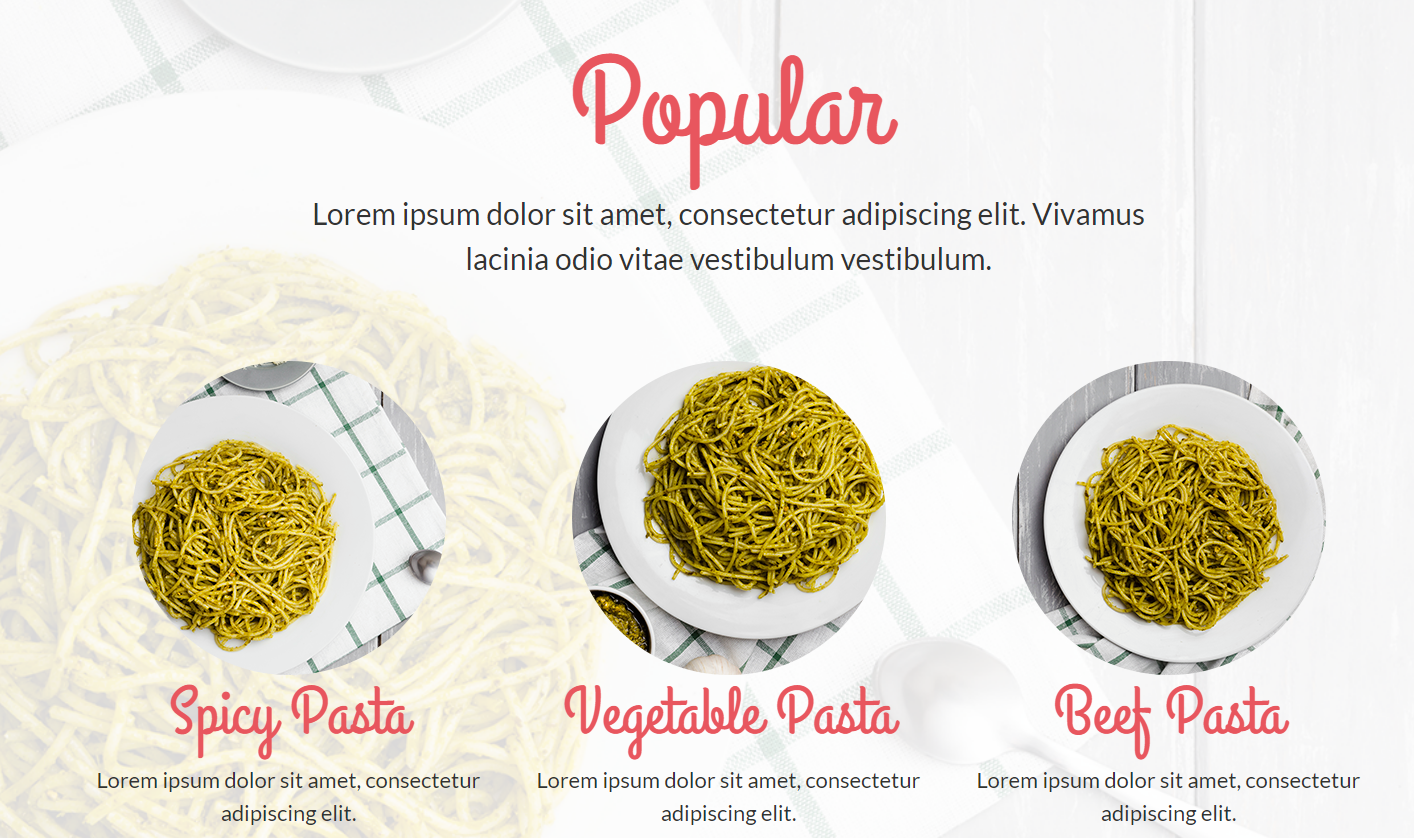 Popular
Lorem ipsum dolor sit amet, consectetur adipiscing elit. Vivamus
lacinia odio vitae vestibulum vestibulum.
Spicy Pasta
Lorem ipsum dolor sit amet, consectetur
adipiscing elit.
Vegetable Pasta
Lorem ipsum dolor sit amet, consectetur
adipiscing elit.
Beef Pasta
Lorem ipsum dolor sit amet, consectetur
adipiscing elit.